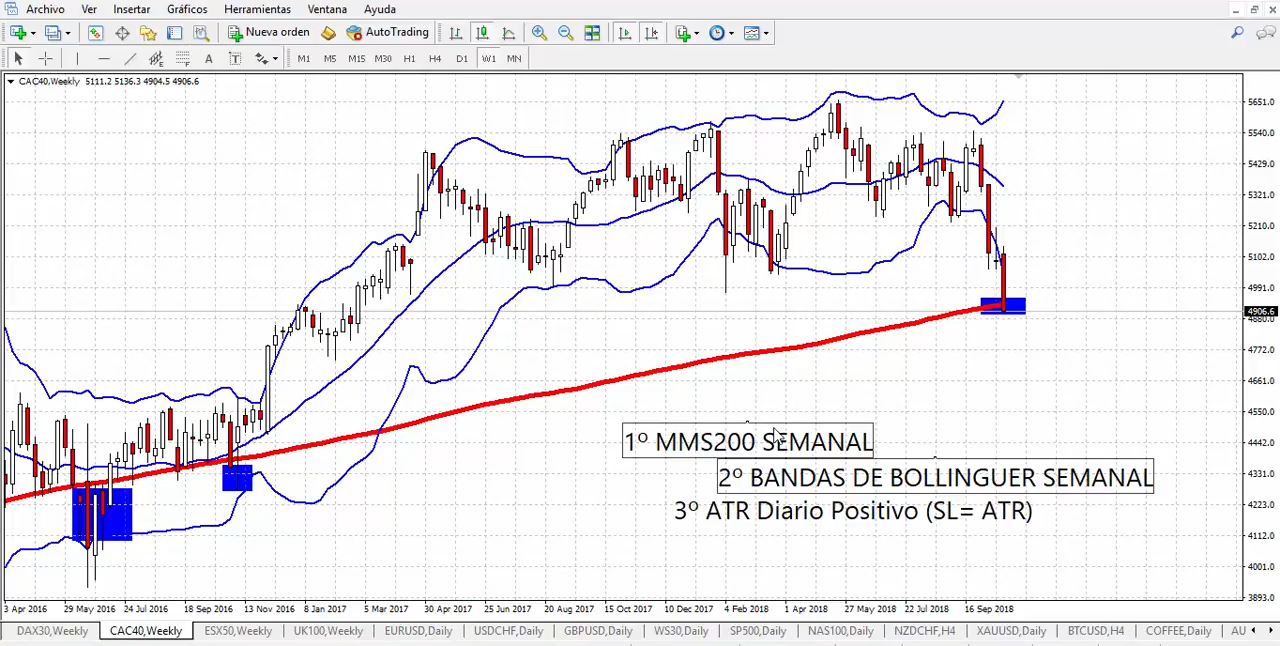 Archivo Ver Insertar Gráficos Herramientas Ventana Ayuda
Nueva orden AutoTrading
A T M1 M5 M15 M30 H1 H4 D1 W1 MN
CAC40,Weekly 5111.2 5136.3 4904.5 4906.6
5651.0
5540.0
5429.0
5321.0
5210.0
5102.0
4991.0
4906.6
4880.0
4772.0
4661.0
4550.0
4442.0
4331.0
4223.0
4112.0
4001.0
3893.0
1º MMS200 SEMANAL
2º BANDAS DE BOLLINGUER SEMANAL
3º ATR Diario Positivo (SL= ATR)
3 Apr 2016 29 May 2016 24 Jul 2016 18 Sep 2016 13 Nov 2016 8 Jan 2017 5 Mar 2017 30 Apr 2017 25 Jun 2017 20 Aug 2017 15 Oct 2017 10 Dec 2017 4 Feb 2018 1 Apr 2018 27 May 2018 22 Jul 2018 16 Sep 2018
DAX30,Weekly CAC40,Weekly ESX50,Weekly UK100,Weekly EURUSD,Daily USDCHF,Daily GBPUSD,Daily WS30,Daily SP500,Daily NAS100,Daily NZDCHF,H4 XAUUSD,Daily BTCUSD,H4 COFFEE,Daily AU